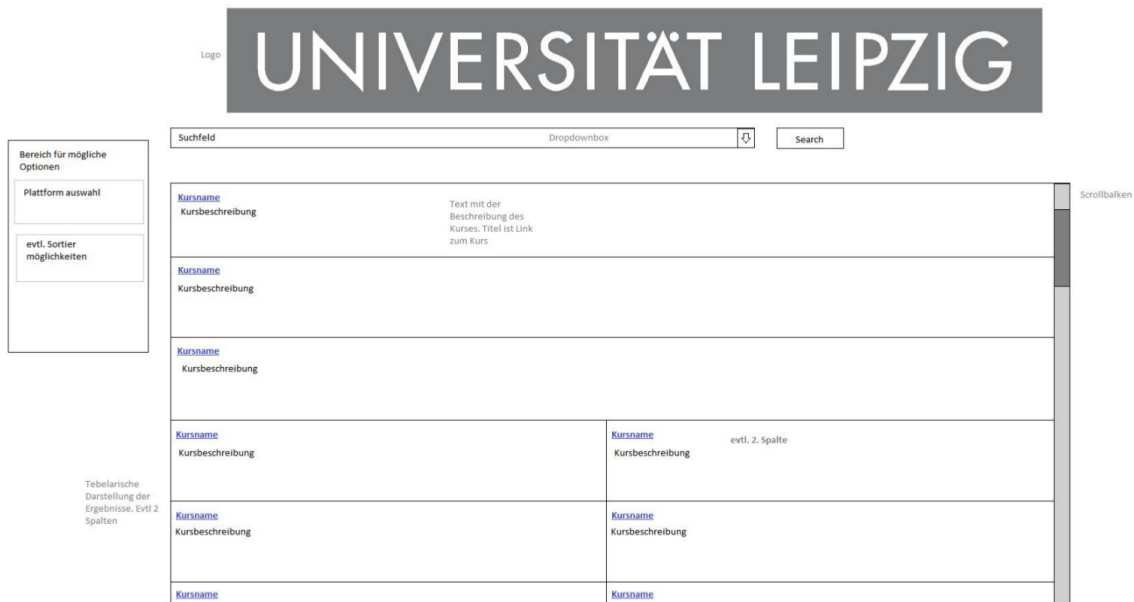 Logo
UNIVERSITÄT LEIPZIG
Suchfeld
Dropdownbox
Search
Bereich für mögliche
Optionen
Plattform auswahl
evtl. Sortier
möglichkeiten
Kursname
Kursbeschreibung
Text mit der
Beschreibung des
Kurses. Titel ist Link
zum Kurs
Scrollbalken
Kursname
Kursbeschreibung
Kursname
Kursbeschreibung
Kursname
Kursbeschreibung
Kursname
Kursbeschreibung
evtl. 2. Spalte
Tebelarische
Darstellung der
Ergebnisse. Evtl 2
Spalten
Kursname
Kursbeschreibung
Kursname
Kursbeschreibung
Kursname
Kursname